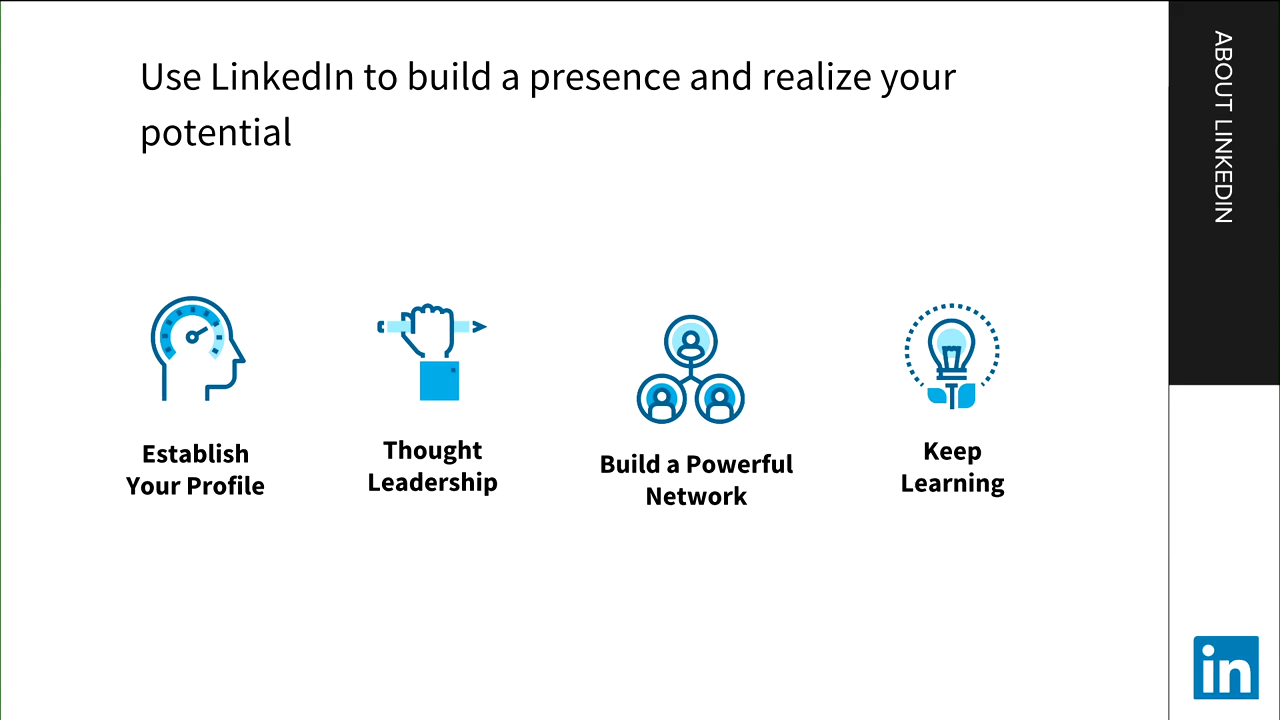 Use LinkedIn to build a presence and realize your
potential
Establish
Your Profile
Thought
Leadership
Build a Powerful
Network
Keep
Learning
ABOUT LINKEDIN
in